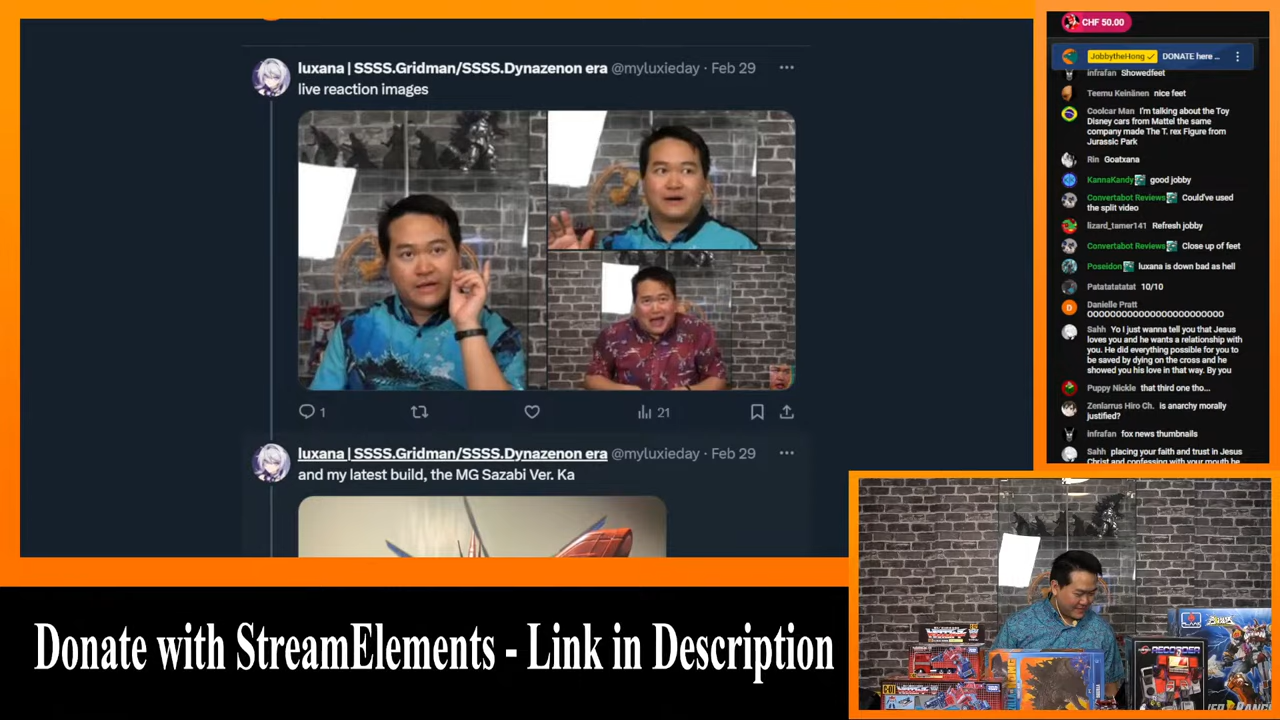 luxana | SSSS.Gridman/SSSS.Dynazenon era @myluxieday · Feb 29
live reaction images
1
21
luxana | SSSS.Gridman/SSSS.Dynazenon era @myluxieday · Feb 29
and my latest build, the MG Sazabi Ver. Ka
Donate with StreamElements - Link in Description
CHF 50.00
JobbytheHong DONATE here ...
infrafan Showedfeet
Teemu Keinänen nice feet
Coolcar Man I'm talking about the Toy
Disney cars from Mattel the same
company made The T. rex Figure from
Jurassic Park
Rin Goatxana
KannaKandy good jobby
Convertabot Reviews Could've used
the split video
lizard_tamer141 Refresh jobby
Convertabot Reviews Close up of feet
Poseidon luxana is down bad as hell
Patatatatatat 10/10
Danielle Pratt
Sahh Yo I just wanna tell you that Jesus
loves you and he wants a relationship with
you. He did everything possible for you to
be saved by dying on the cross and he
showed you his love in that way. By you
Puppy Nickle that third one tho...
Zenlarrus Hiro Ch. is anarchy morally
justified?
infrafan fox news thumbnails
Sahh placing your faith and trust in Jesus
Christ and confessing with your mouth he
RECORDER